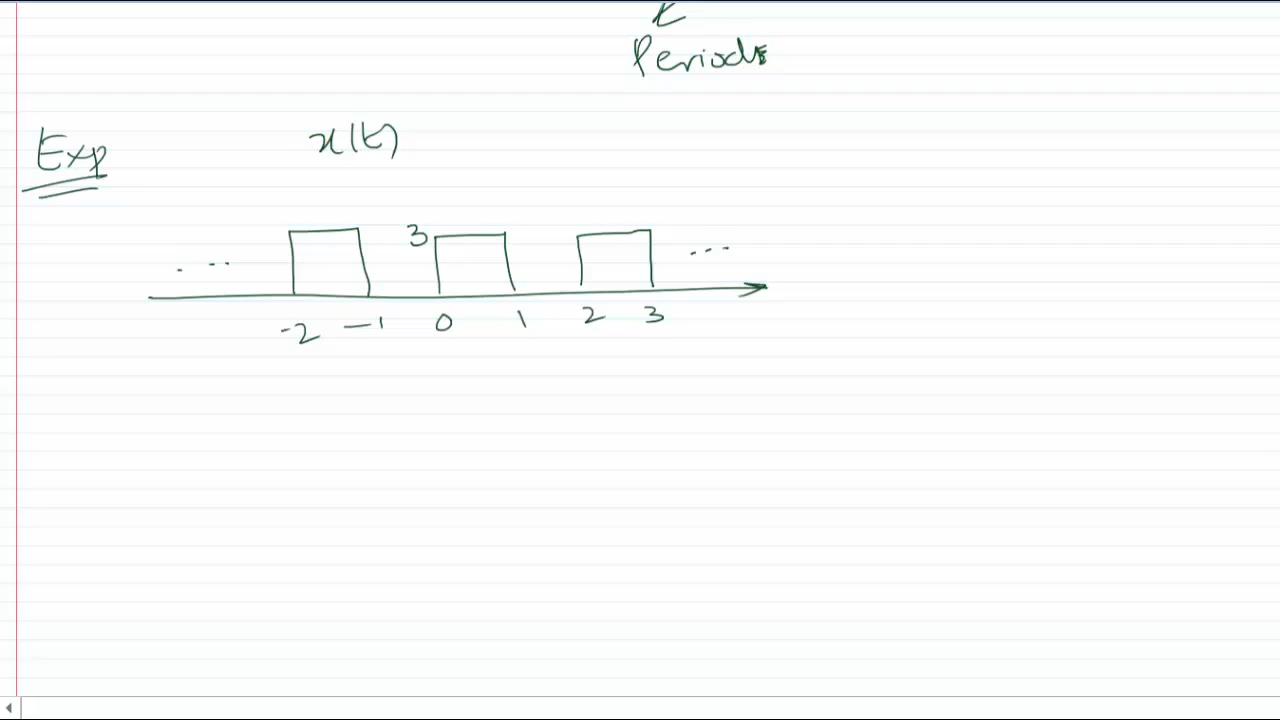 t
Periods
Exp
x(t)
3
... ...
-2 -1 0 1 2 3